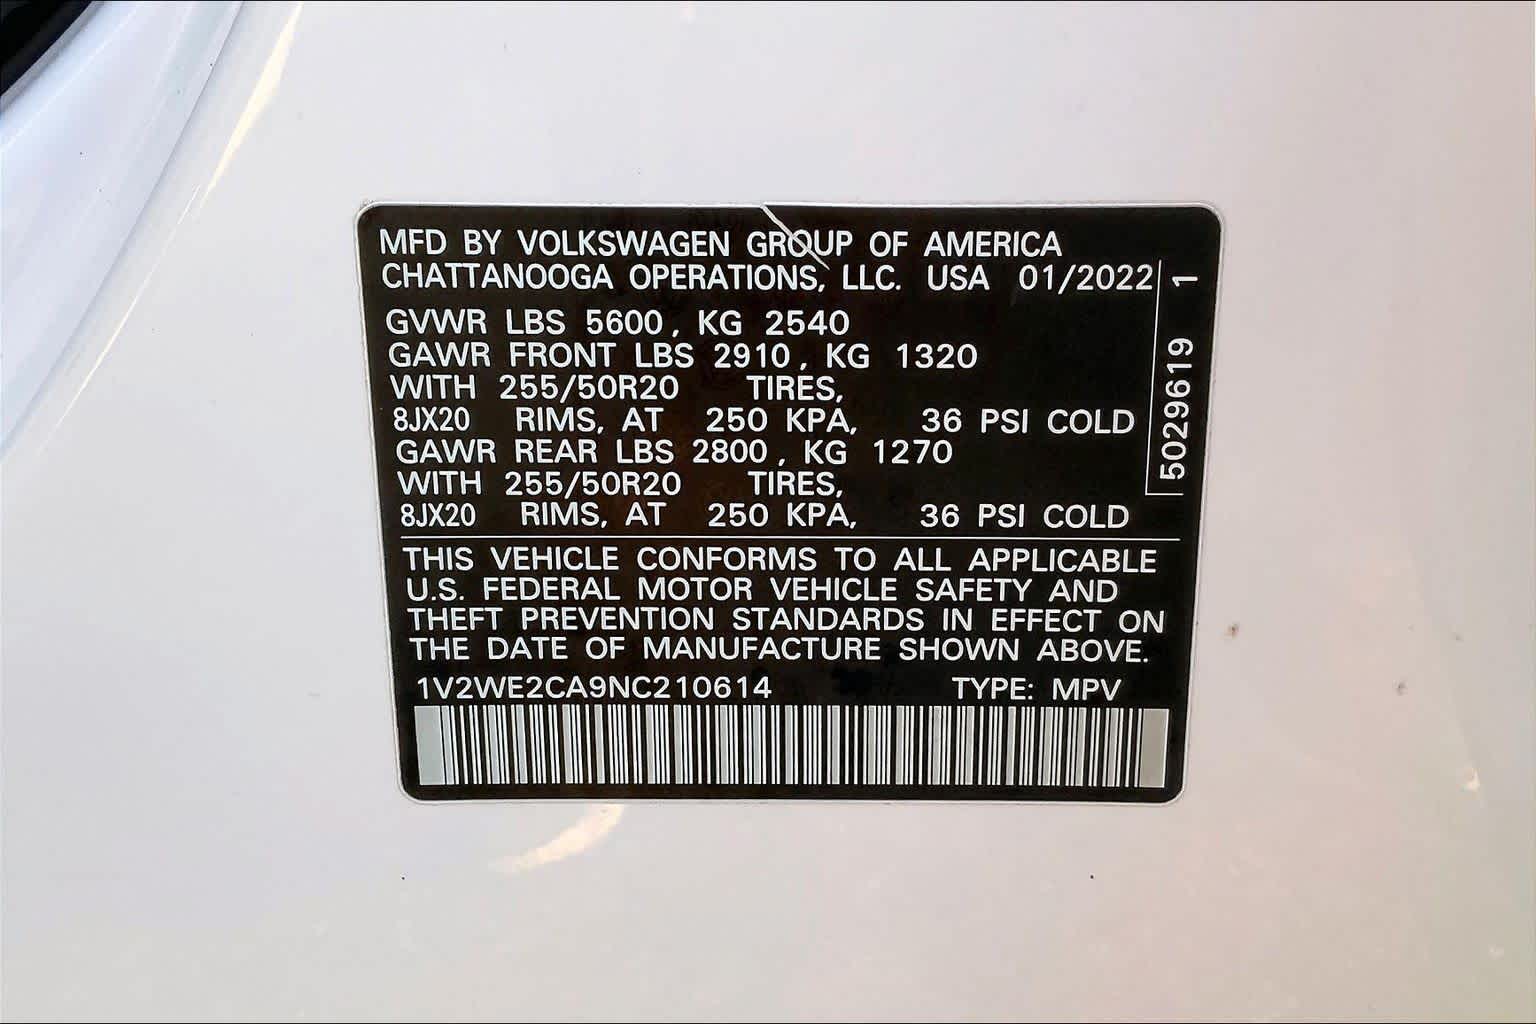 MFD BY VOLKSWAGEN GROUP OF AMERICA
CHATTANOOGA OPERATIONS, LLC. USA 01/2022
GVWR LBS 5600, KG 2540
GAWR FRONT LBS 2910, KG 1320
WITH 255/50R20 TIRES,
8JX20 RIMS, AT 250 KPA, 36 PSI COLD
GAWR REAR LBS 2800, KG 1270
WITH 255/50R20 TIRES,
8JX20 RIMS, AT 250 KPA, 36 PSI COLD
5029619 1
THIS VEHICLE CONFORMS TO ALL APPLICABLE
U.S. FEDERAL MOTOR VEHICLE SAFETY AND
THEFT PREVENTION STANDARDS IN EFFECT ON
THE DATE OF MANUFACTURE SHOWN ABOVE.
1V2WE2CA9NC210614 TYPE: MPV